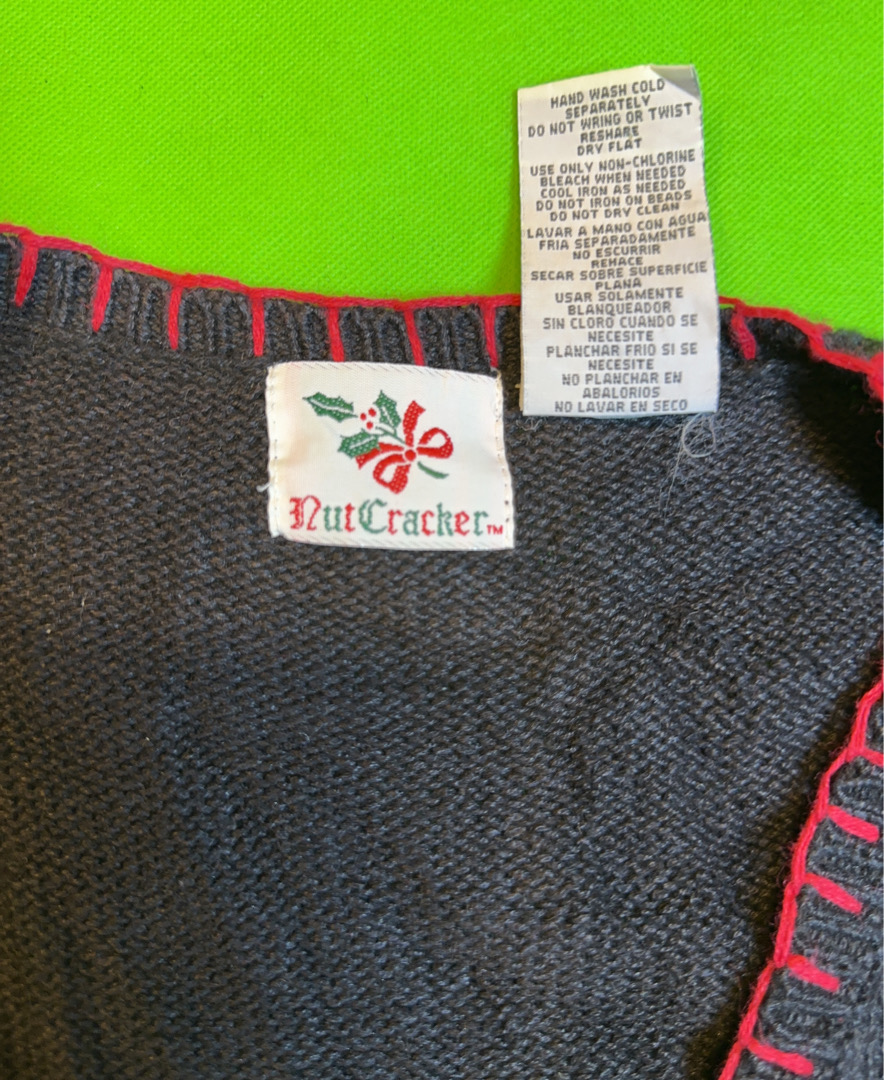 HAND WASH COLD
SEPARATELY
DO NOT WRING OR TWIST
RESHARE
DRY FLAT
USE ONLY NON-CHLORINE
BLEACH WHEN NEEDED
COOL IRON AS NEEDED
DO NOT IRON ON BEADS
DO NOT DRY CLEAN
LAVAR A MANO CON AGUA
FRIA SEPARADAMENTE
NO ESCURRIR
REHACE
SECAR SOBRE SUPERFICIE
PLANA
USAR SOLAMENTE
BLANQUEADOR
SIN CLORO CUANDO SE
NECESITE
PLANCHAR FRIO SI SE
NECESITE
NO PLANCHAR EN
ABALORIOS
NO LAVAR EN SECO
NutCracker™